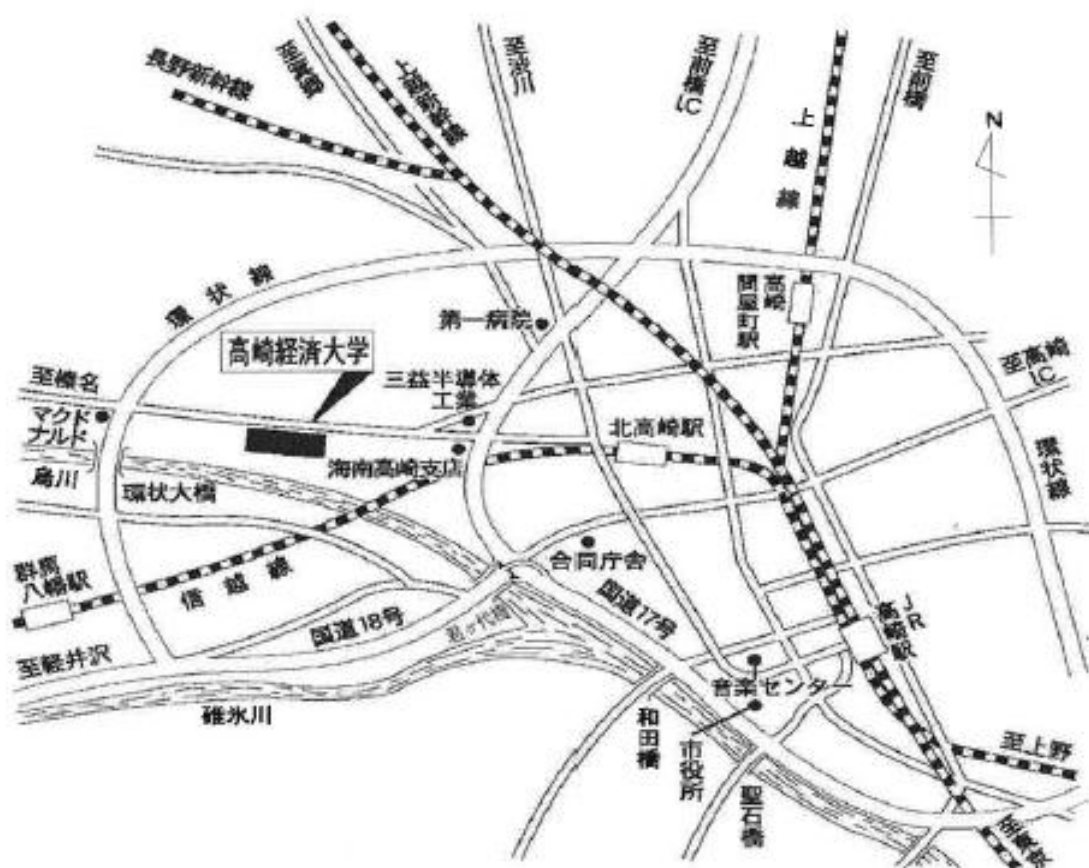 長野新幹線
上越新幹線
至渋川
至前橋IC
上越線
至前橋
N
環状線
高崎問屋町駅
第一病院
高崎経済大学
至榛名
三益半導体
工業
至高崎IC
マクド
ナルド
北高崎駅
海南高崎支店
烏川
環状大橋
環状線
群馬
八幡駅
信越線
合同庁舎
国道18号
国道17号
JR高崎駅
至軽井沢
音楽センター
碓氷川
和田橋
市役所
聖石橋
至上野